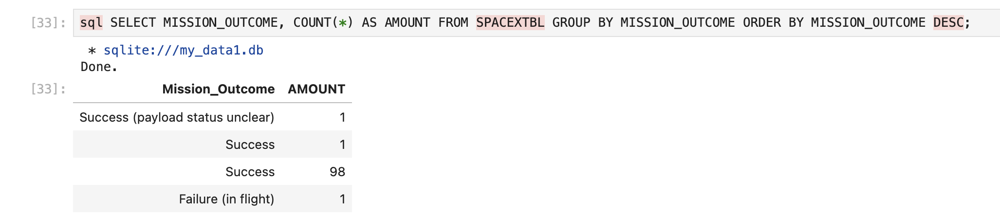 [33]: sql SELECT MISSION_OUTCOME, COUNT(*) AS AMOUNT FROM SPACEXTBL GROUP BY MISSION_OUTCOME ORDER BY MISSION_OUTCOME DESC;
* sqlite:///my_data1.db
Done.
[33]: Mission_Outcome AMOUNT
Success (payload status unclear) 1
Success 1
Success 98
Failure (in flight) 1